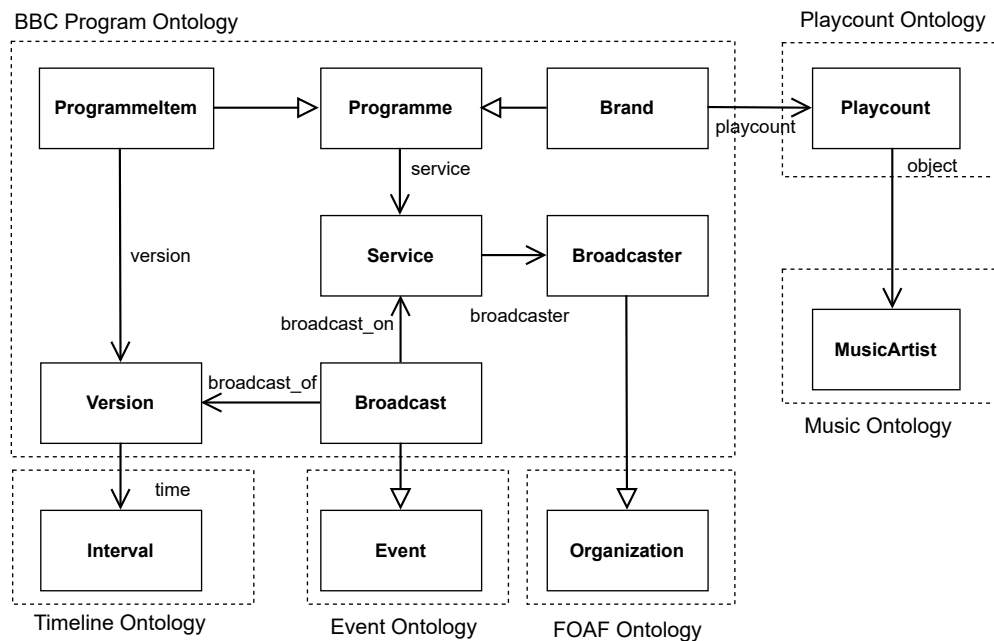 BBC Program Ontology
Playcount Ontology
ProgrammeItem
Programme
Brand
Playcount
playcount
service
object
version
Service
Broadcaster
broadcast_on
broadcaster
MusicArtist
broadcast_of
Version
Broadcast
Music Ontology
time
Interval
Event
Organization
Timeline Ontology
Event Ontology
FOAF Ontology